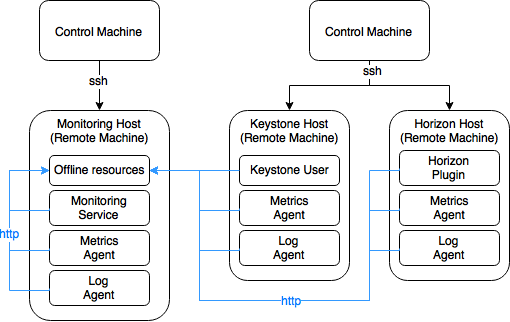 Control Machine
Control Machine
ssh
ssh
Monitoring Host
(Remote Machine)
Offline resources
Monitoring
Service
Metrics
Agent
Log
Agent
http
Keystone Host
(Remote Machine)
Keystone User
Metrics
Agent
Log
Agent
Horizon Host
(Remote Machine)
Horizon
Plugin
Metrics
Agent
Log
Agent
http